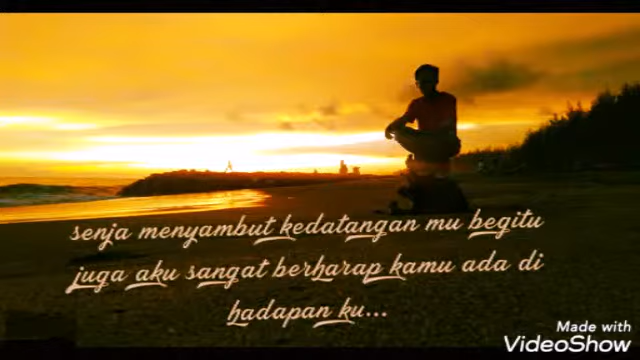 senja menyambut kedatangan mu begitu
juga aku sangat berharap kamu ada di
hadapan ku...
Made with
VideoShow